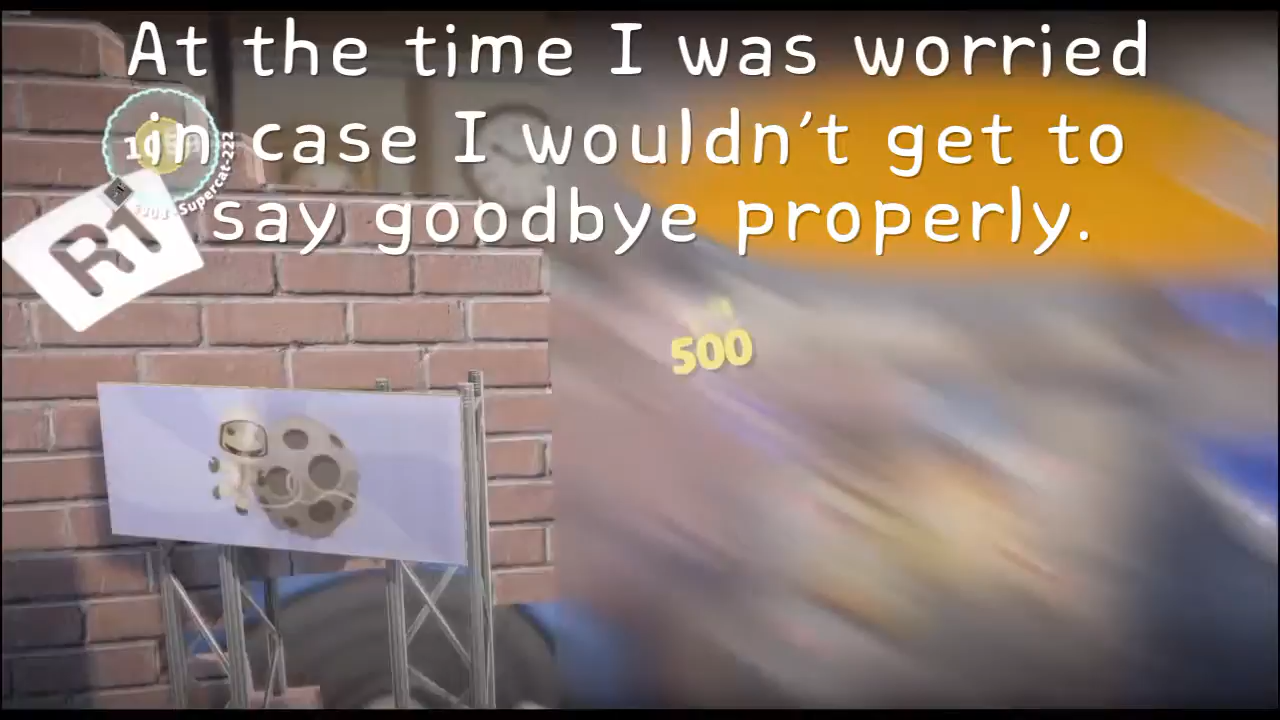 At the time I was worried
in case I wouldn't get to
say goodbye properly.
R1
Supercat-222
500